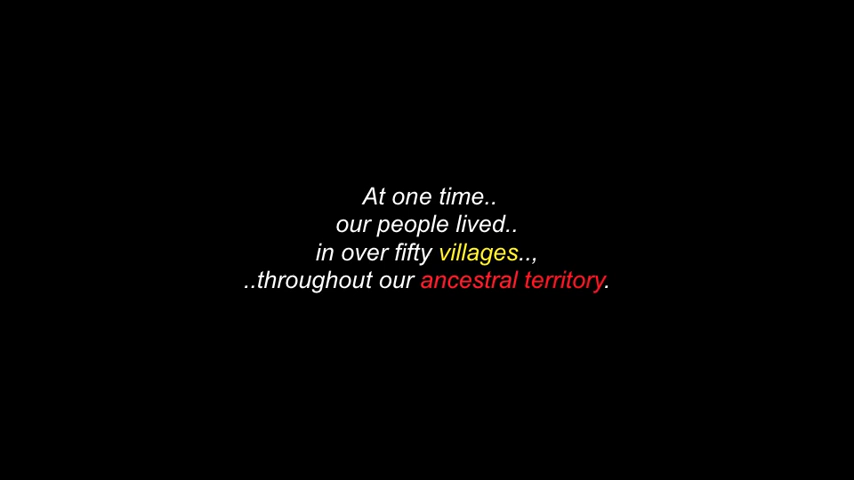 At one time..
our people lived..
in over fifty villages..,
..throughout our ancestral territory.